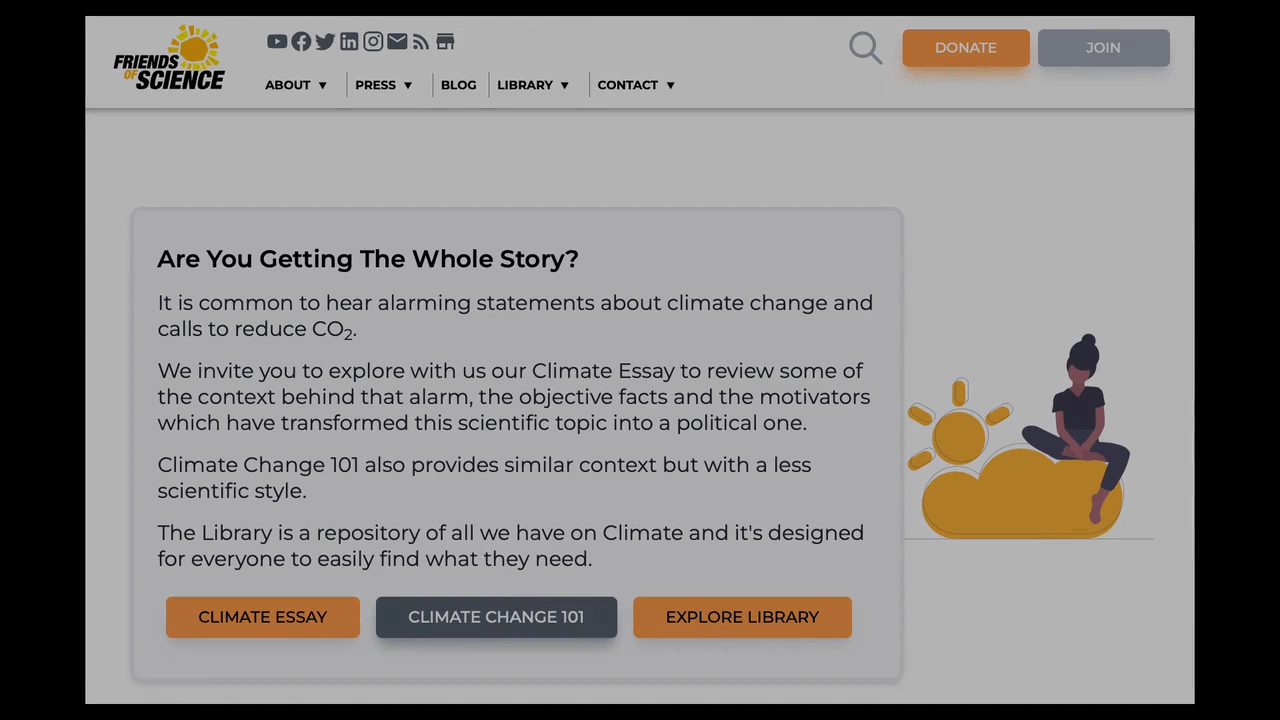 FRIENDS
OF SCIENCE
DONATE
JOIN
ABOUT ▼
PRESS ▼
BLOG
LIBRARY ▼
CONTACT ▼
Are You Getting The Whole Story?
It is common to hear alarming statements about climate change and
calls to reduce CO₂.
We invite you to explore with us our Climate Essay to review some of
the context behind that alarm, the objective facts and the motivators
which have transformed this scientific topic into a political one.
Climate Change 101 also provides similar context but with a less
scientific style.
The Library is a repository of all we have on Climate and it's designed
for everyone to easily find what they need.
CLIMATE ESSAY
CLIMATE CHANGE 101
EXPLORE LIBRARY